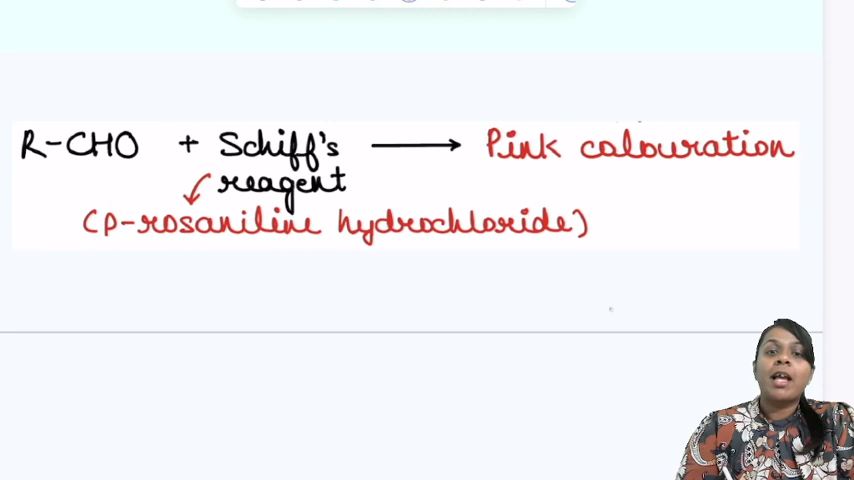 R-CHO + Schiff's ⟶ Pink colouration
reagent
(p-rosaniline hydrochloride)